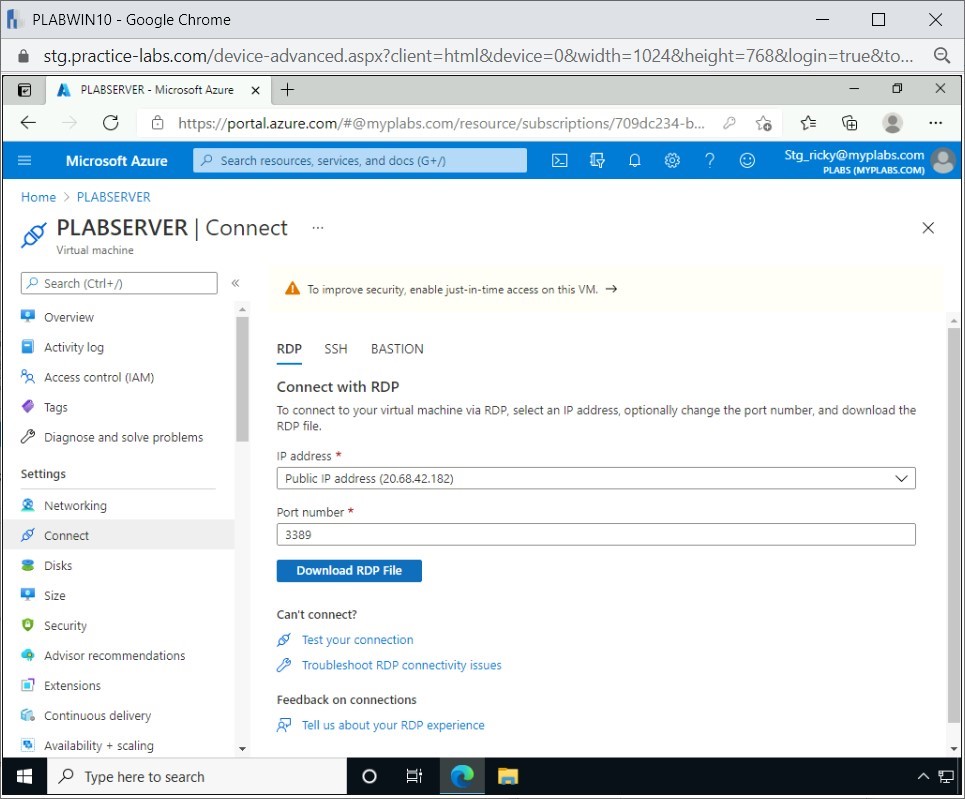 PLABWIN10 - Google Chrome
stg.practice-labs.com/device-advanced.aspx?client=html&device=0&width=1024&height=768&login=true&to...
PLABSERVER - Microsoft Azure
https://portal.azure.com/#@myplabs.com/resource/subscriptions/709dc234-b...
Microsoft Azure
Search resources, services, and docs (G+/)
Stg_ricky@myplabs.com
PLABS (MYPLABS.COM)
Home > PLABSERVER
PLABSERVER | Connect ...
Virtual machine
Search (Ctrl+/)
«
To improve security, enable just-in-time access on this VM. →
Overview
Activity log
Access control (IAM)
Tags
Diagnose and solve problems
Settings
Networking
Connect
Disks
Size
Security
Advisor recommendations
Extensions
Continuous delivery
Availability + scaling
RDP SSH BASTION
Connect with RDP
To connect to your virtual machine via RDP, select an IP address, optionally change the port number, and download the
RDP file.
IP address *
Public IP address (20.68.42.182)
Port number *
3389
Download RDP File
Can't connect?
Test your connection
Troubleshoot RDP connectivity issues
Feedback on connections
Tell us about your RDP experience
Type here to search